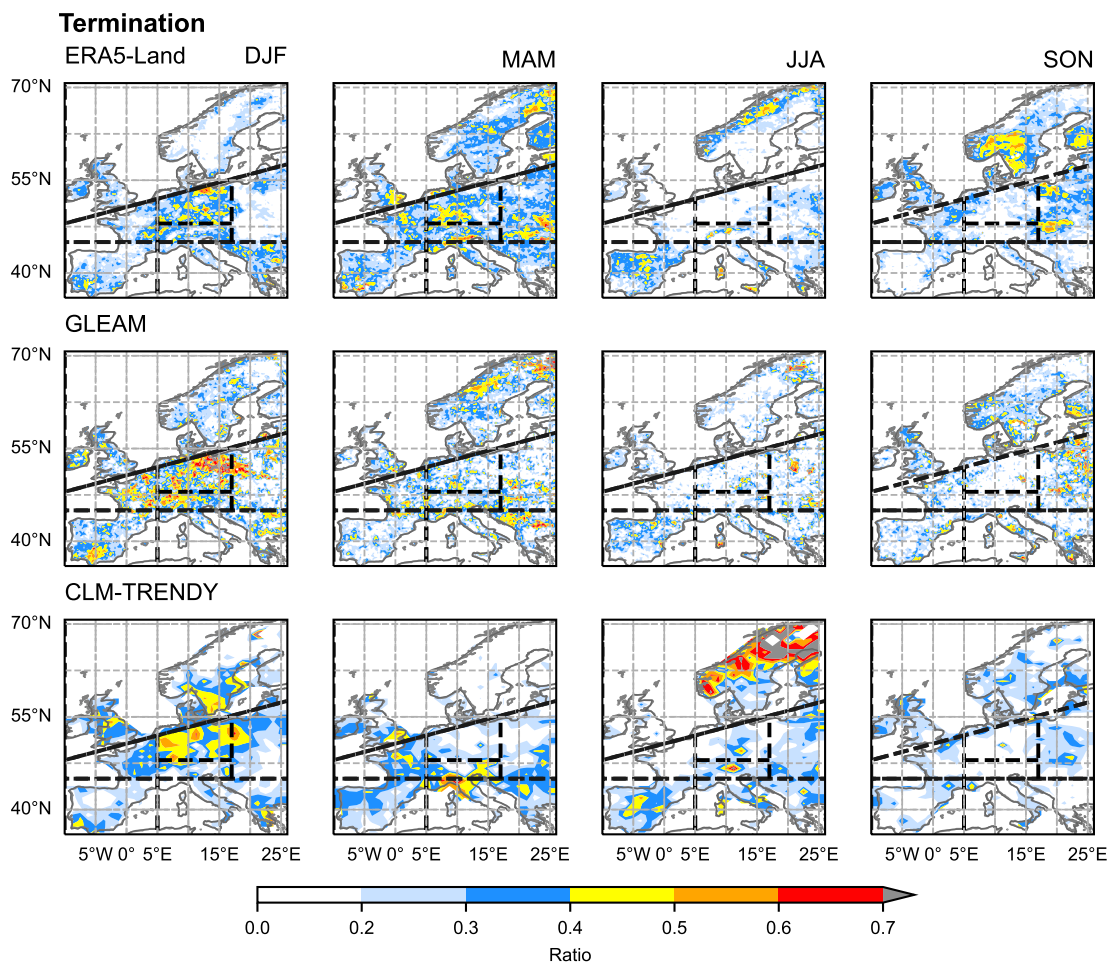 Termination
ERA5-Land DJF MAM JJA SON
70°N
55°N
40°N
GLEAM
70°N
55°N
40°N
CLM-TRENDY
70°N
55°N
40°N
5°W 0° 5°E 15°E 25°E 5°W 0° 5°E 15°E 25°E 5°W 0° 5°E 15°E 25°E 5°W 0° 5°E 15°E 25°E
0.0 0.2 0.3 0.4 0.5 0.6 0.7
Ratio